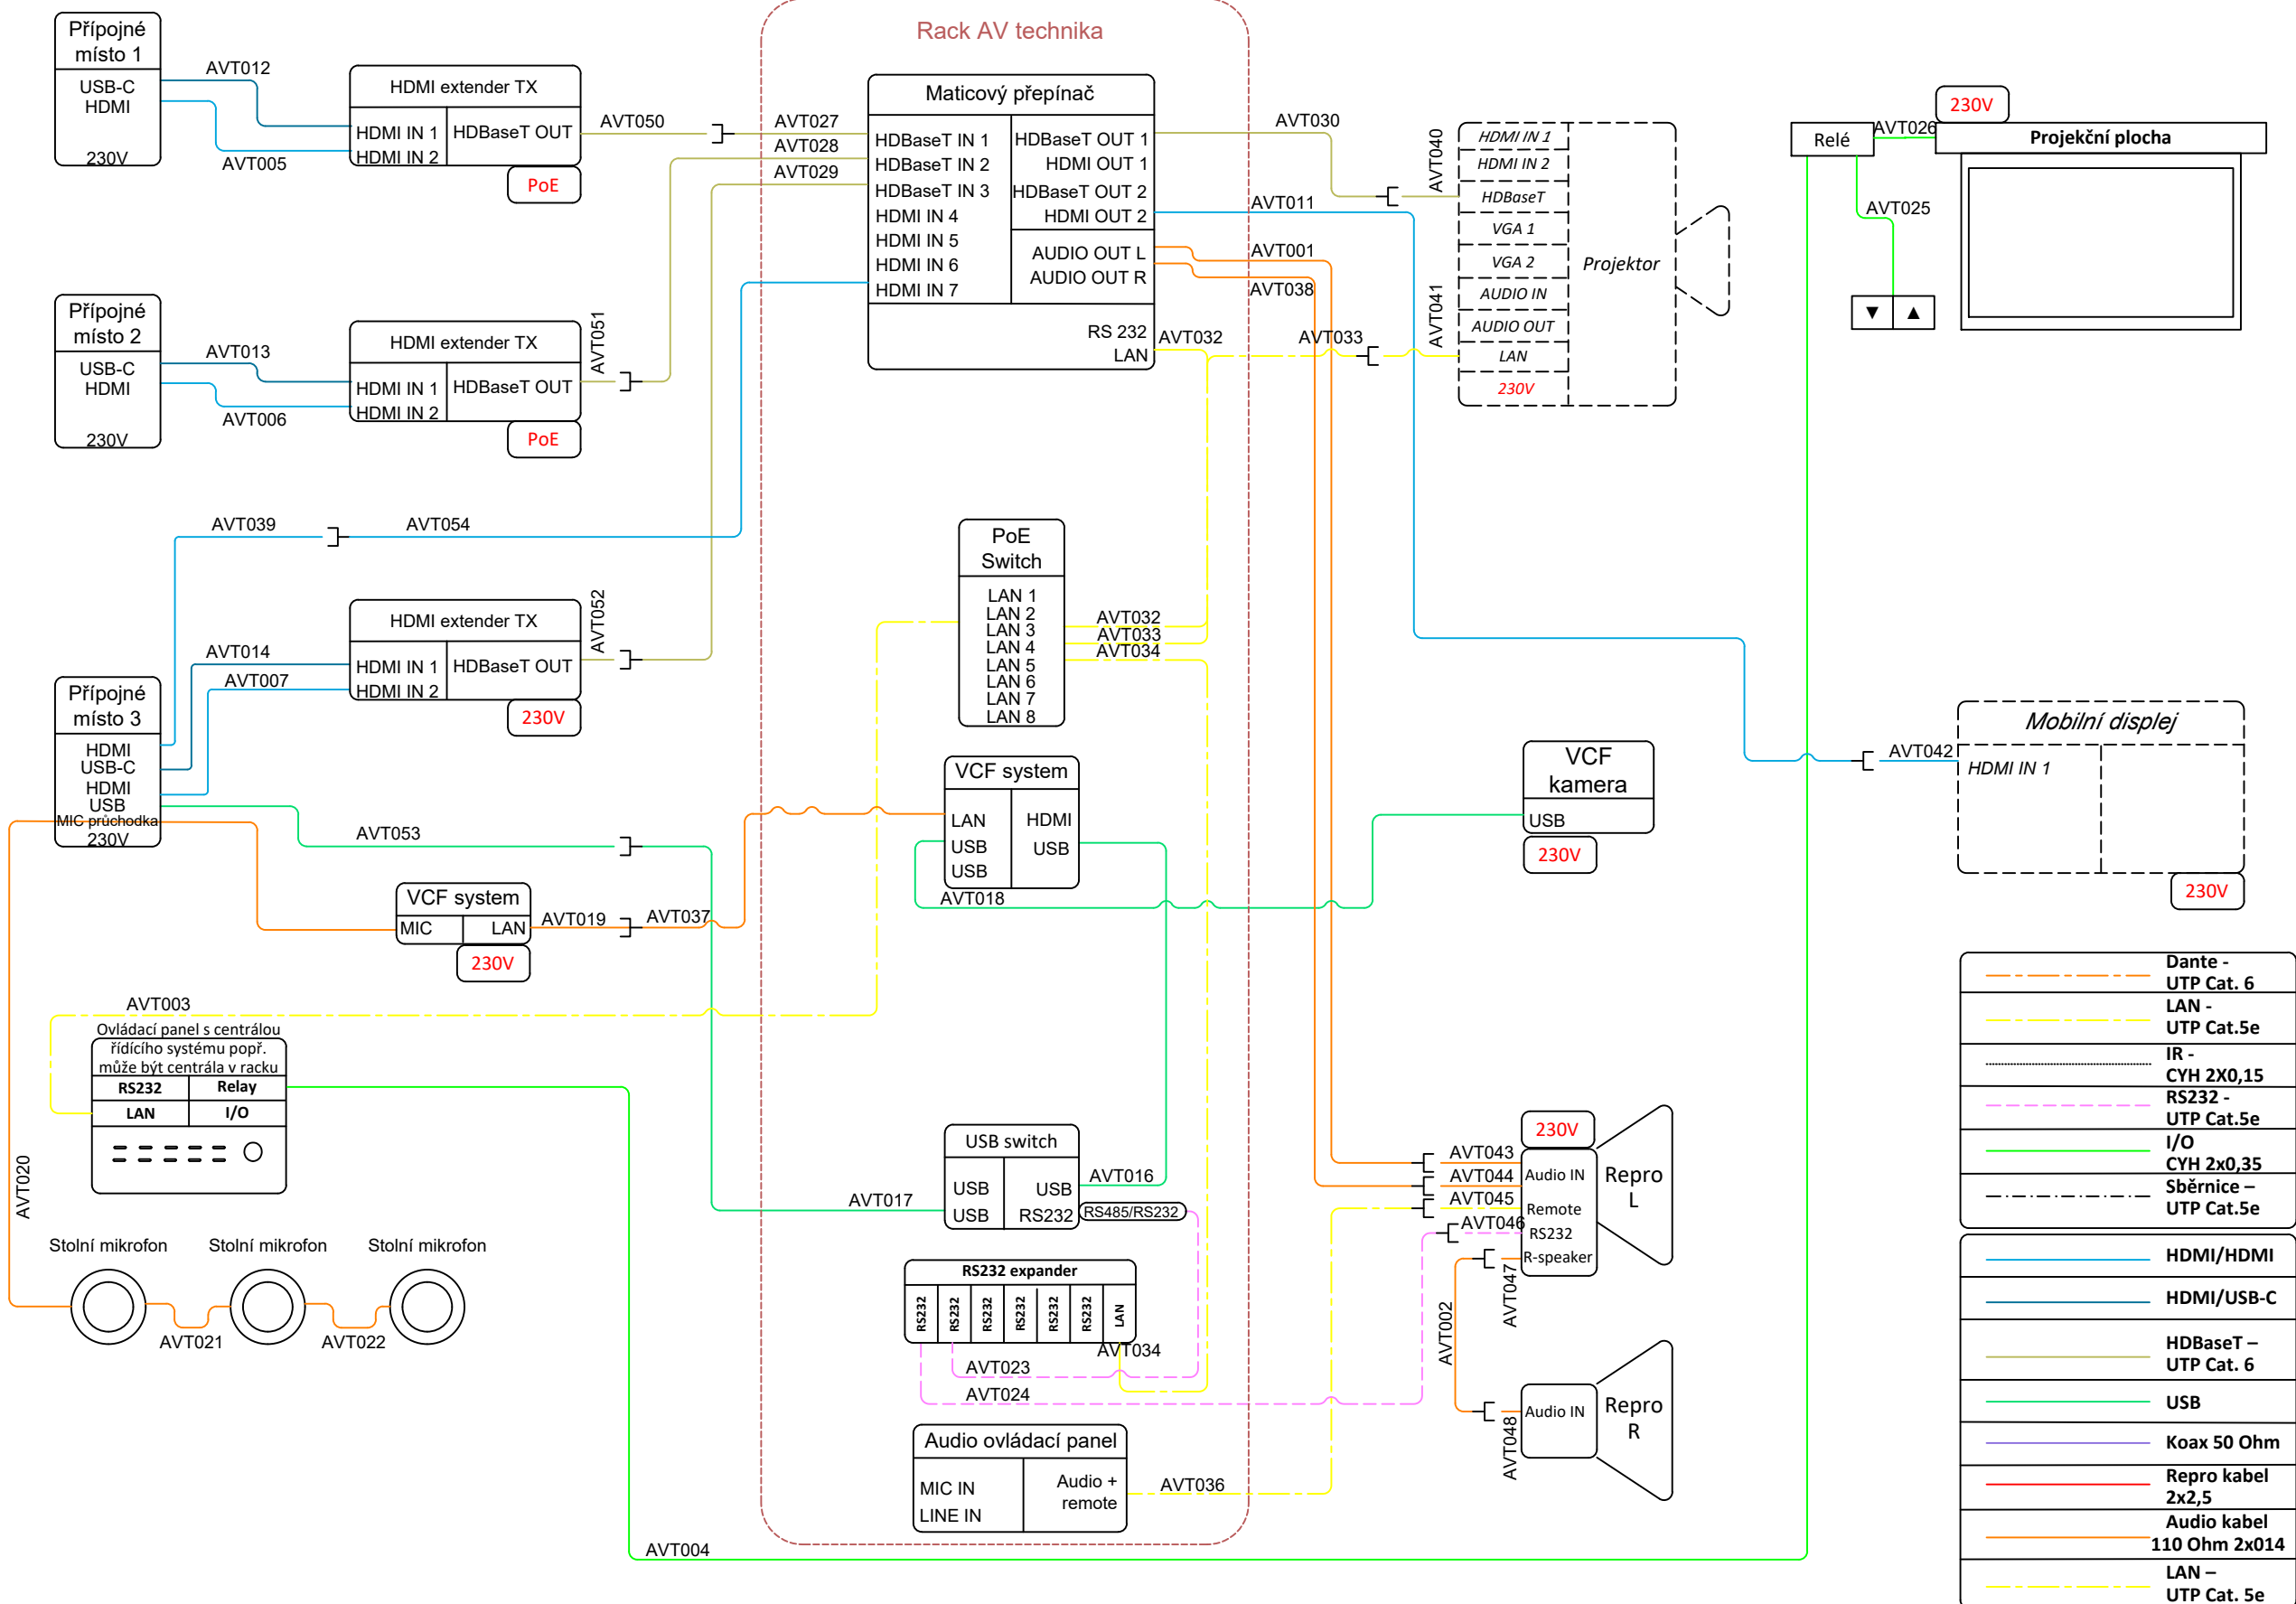 Rack AV technika
Přípojné
místo 1
USB-C
HDMI
230V
AVT012
AVT005
HDMI extender TX
HDMI IN 1
HDMI IN 2
HDBaseT OUT
PoE
AVT050
AVT027
AVT028
AVT029
Maticový přepínač
HDBaseT IN 1
HDBaseT IN 2
HDBaseT IN 3
HDMI IN 4
HDMI IN 5
HDMI IN 6
HDMI IN 7
HDBaseT OUT 1
HDMI OUT 1
HDBaseT OUT 2
HDMI OUT 2
AUDIO OUT L
AUDIO OUT R
RS 232
LAN
AVT030
AVT011
AVT001
AVT038
AVT032
AVT033
AVT040
AVT041
HDMI IN 1
HDMI IN 2
HDBaseT
VGA 1
VGA 2
AUDIO IN
AUDIO OUT
LAN
230V
Projektor
Relé
AVT026
AVT025
230V
Projekční plocha
▼ ▲
Přípojné
místo 2
USB-C
HDMI
230V
AVT013
AVT006
HDMI extender TX
HDMI IN 1
HDMI IN 2
HDBaseT OUT
PoE
AVT051
AVT039
AVT054
PoE
Switch
LAN 1
LAN 2
LAN 3
LAN 4
LAN 5
LAN 6
LAN 7
LAN 8
AVT032
AVT033
AVT034
HDMI extender TX
HDMI IN 1
HDMI IN 2
HDBaseT OUT
230V
AVT052
AVT014
AVT007
Přípojné
místo 3
HDMI
USB-C
HDMI
USB
MIC průchodka
230V
AVT053
VCF system
LAN
USB
USB
HDMI
USB
AVT018
VCF
kamera
USB
230V
Mobilní displej
HDMI IN 1
230V
AVT042
VCF system
MIC
LAN
230V
AVT019
AVT037
AVT003
Ovládací panel s centrálou
řídícího systému popř.
může být centrála v racku
RS232
Relay
LAN
I/O
AVT020
Stolní mikrofon
Stolní mikrofon
Stolní mikrofon
AVT021
AVT022
USB switch
USB
USB
USB
RS232
RS485/RS232
AVT016
AVT017
RS232 expander
RS232
RS232
RS232
RS232
RS232
RS232
LAN
AVT034
AVT023
AVT024
Audio ovládací panel
MIC IN
LINE IN
Audio +
remote
AVT036
AVT004
230V
Audio IN
Remote
RS232
R-speaker
Repro
L
AVT043
AVT044
AVT045
AVT046
AVT047
AVT002
AVT048
Audio IN
Repro
R
Dante -
UTP Cat. 6
LAN -
UTP Cat.5e
IR -
CYH 2X0,15
RS232 -
UTP Cat.5e
I/O
CYH 2x0,35
Sběrnice –
UTP Cat.5e
HDMI/HDMI
HDMI/USB-C
HDBaseT –
UTP Cat. 6
USB
Koax 50 Ohm
Repro kabel
2x2,5
Audio kabel
110 Ohm 2x014
LAN –
UTP Cat. 5e